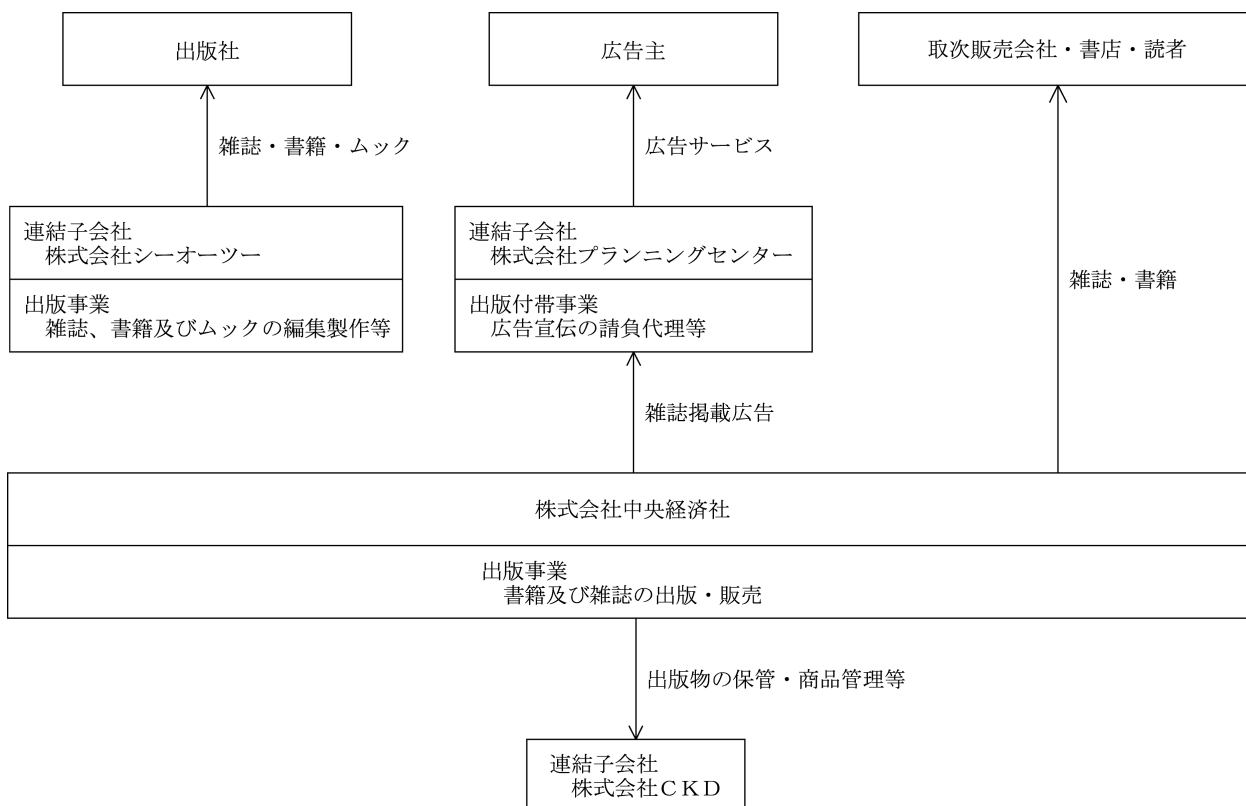 出版社
広告主
取次販売会社・書店・読者
雑誌・書籍・ムック
広告サービス
連結子会社
株式会社シーオーツー
連結子会社
株式会社プランニングセンター
雑誌・書籍
出版事業
雑誌、書籍及びムックの編集製作等
出版付帯事業
広告宣伝の請負代理等
雑誌掲載広告
株式会社中央経済社
出版事業
書籍及び雑誌の出版・販売
出版物の保管・商品管理等
連結子会社
株式会社ＣＫＤ